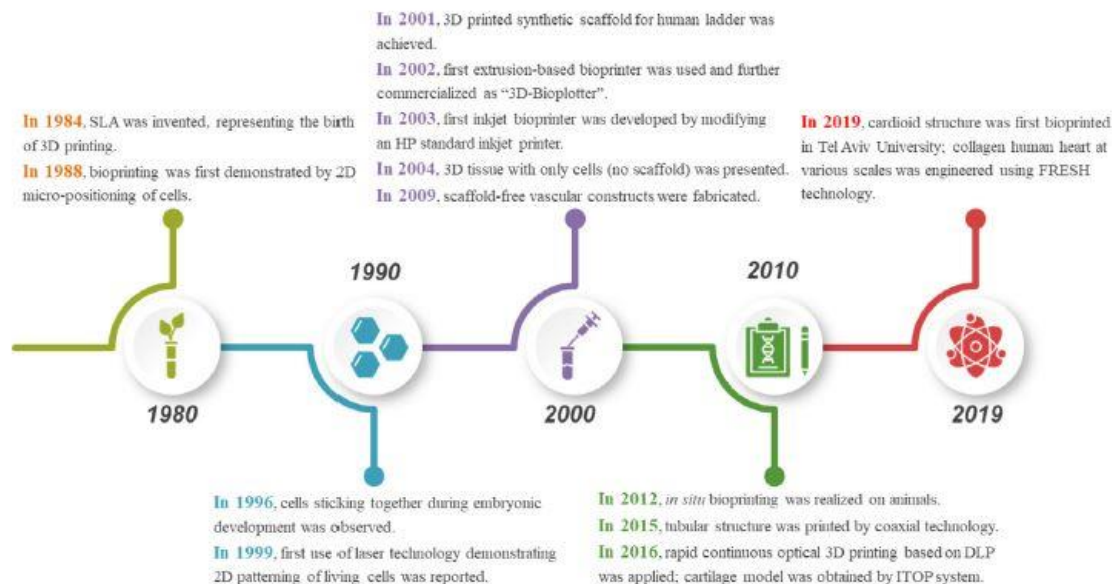 In 2001, 3D printed synthetic scaffold for human ladder was
achieved.
In 2002, first extrusion-based bioprinter was used and further
commercialized as “3D-Bioplotter”.
In 2003, first inkjet bioprinter was developed by modifying
an HP standard inkjet printer.
In 2004, 3D tissue with only cells (no scaffold) was presented.
In 2009, scaffold-free vascular constructs were fabricated.
In 1984, SLA was invented, representing the birth
of 3D printing.
In 1988, bioprinting was first demonstrated by 2D
micro-positioning of cells.
In 2019, cardioid structure was first bioprinted
in Tel Aviv University; collagen human heart at
various scales was engineered using FRESH
technology.
1990
2010
1980
2000
2019
In 1996, cells sticking together during embryonic
development was observed.
In 1999, first use of laser technology demonstrating
2D patterning of living cells was reported.
In 2012, in situ bioprinting was realized on animals.
In 2015, tubular structure was printed by coaxial technology.
In 2016, rapid continuous optical 3D printing based on DLP
was applied; cartilage model was obtained by ITOP system.